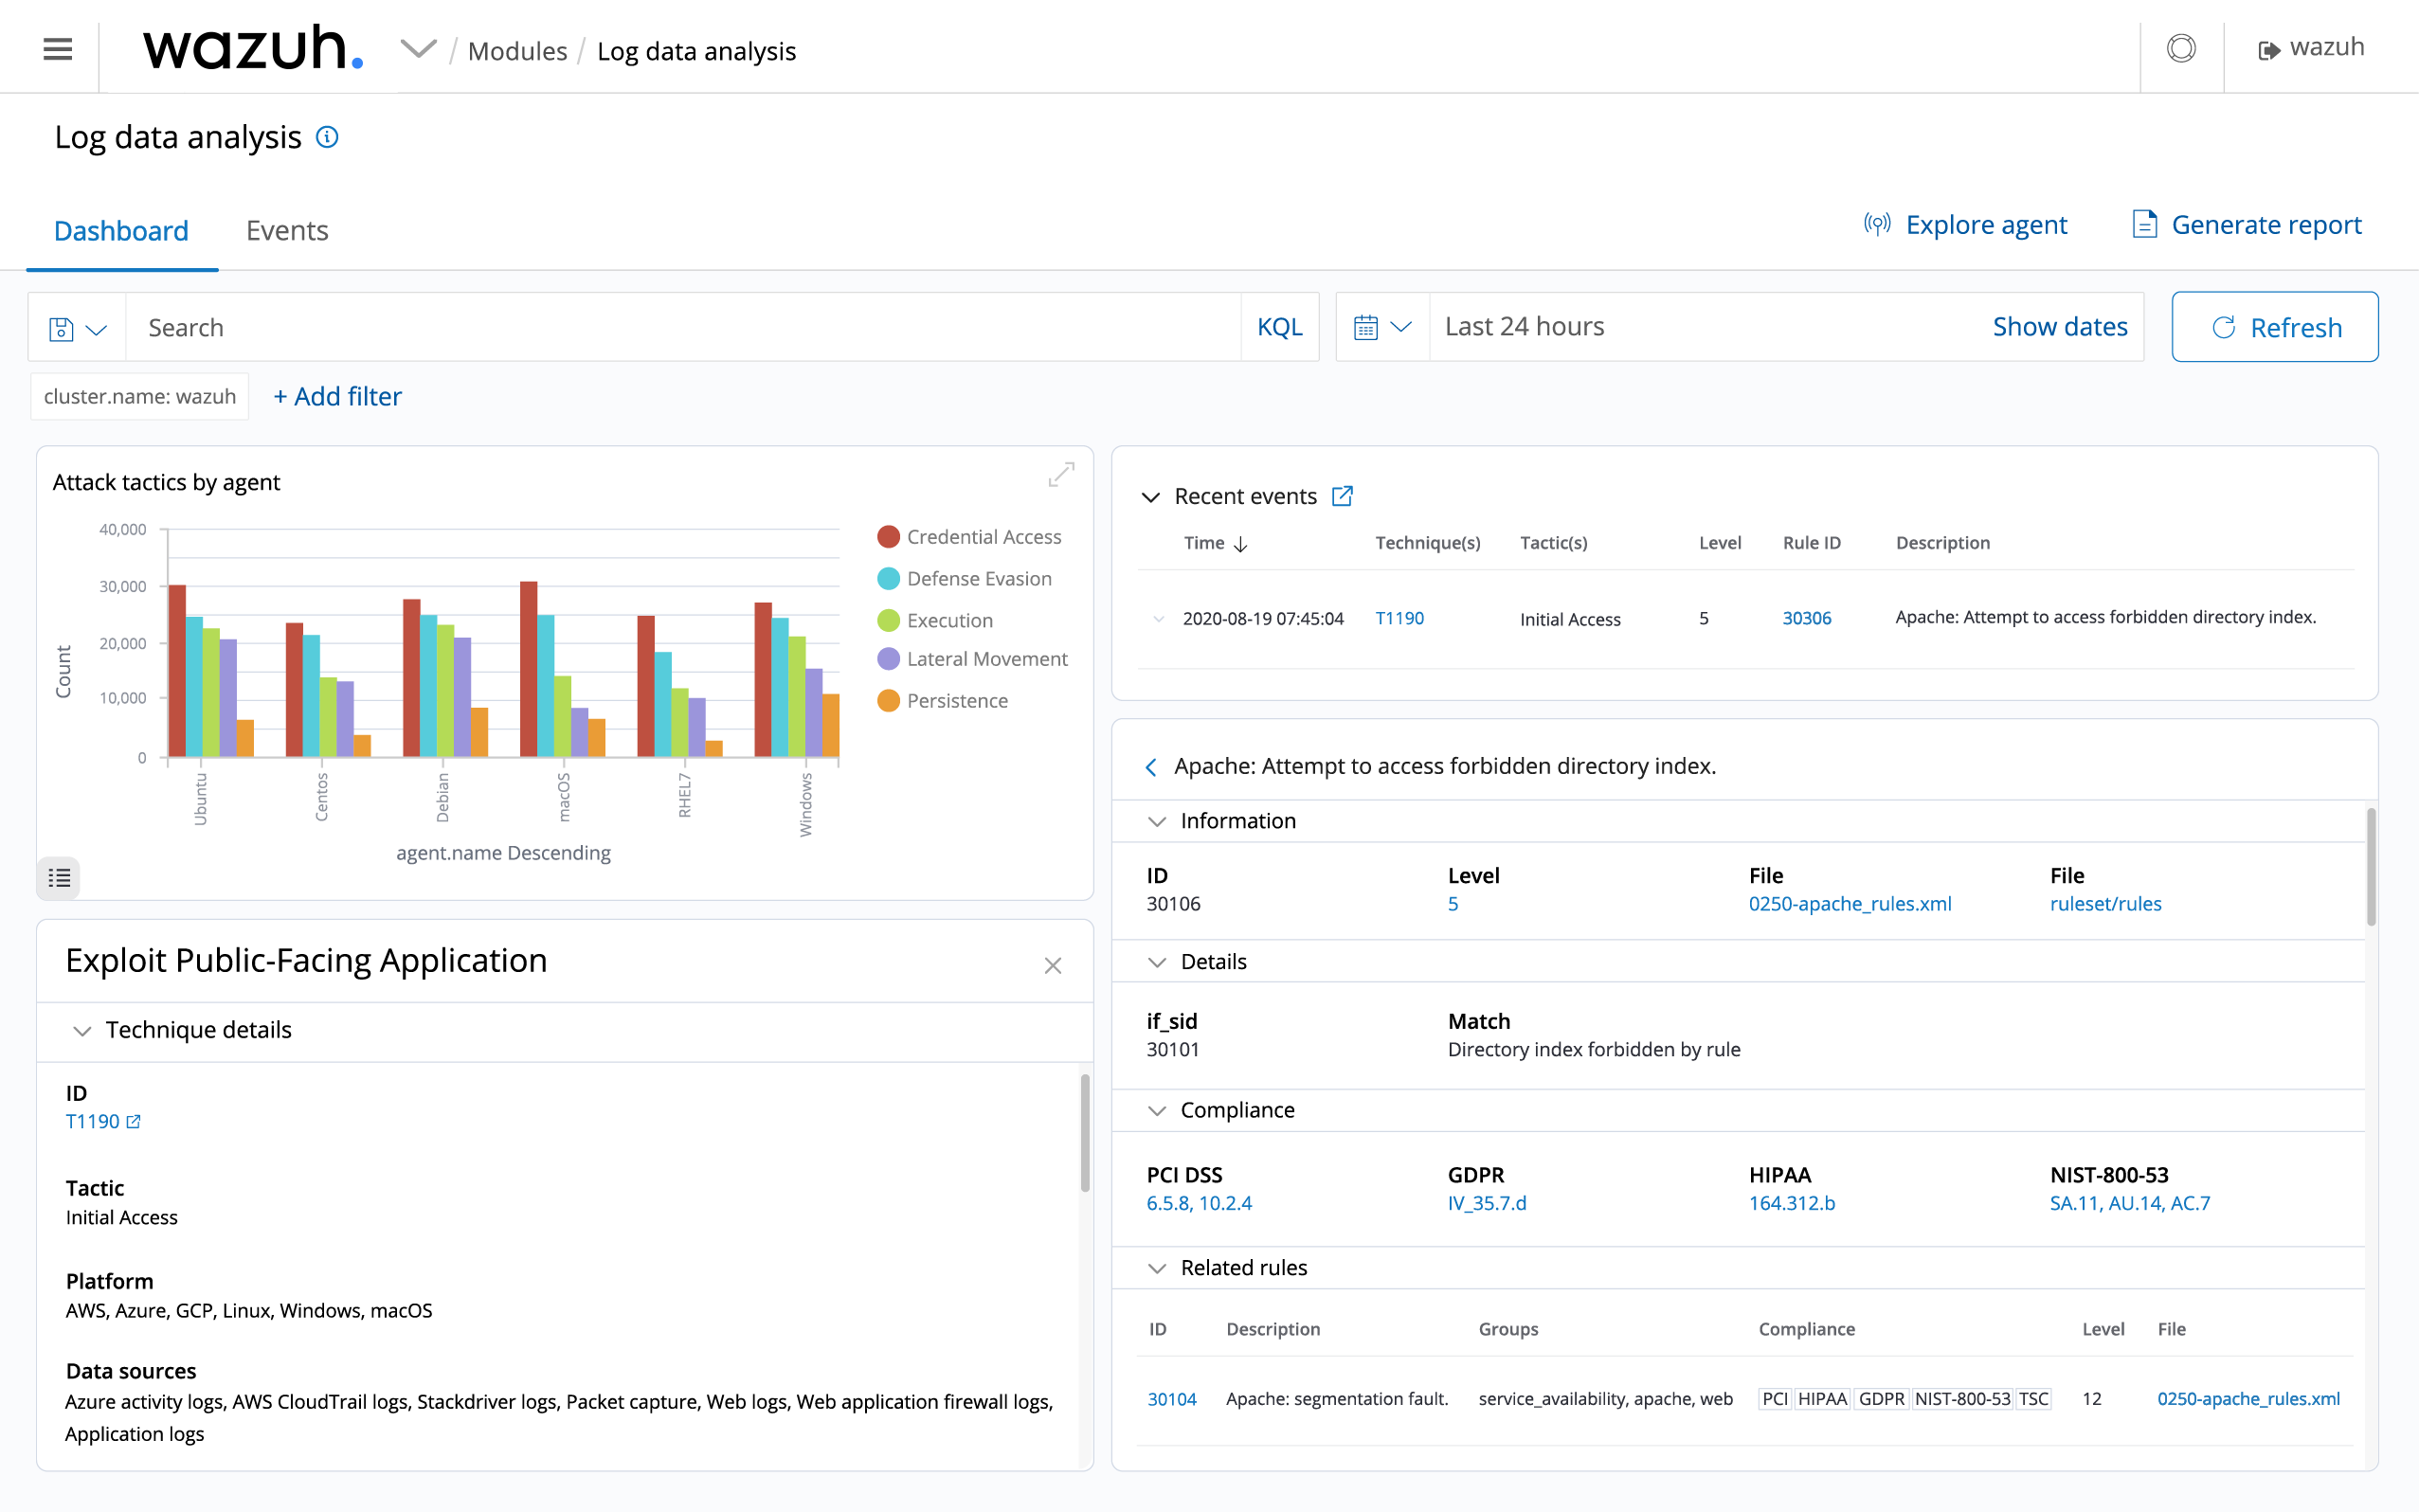 wazuh. / Modules / Log data analysis
wazuh
Log data analysis
Dashboard Events
Explore agent Generate report
Search KQL
Last 24 hours Show dates
Refresh
cluster.name: wazuh + Add filter
Attack tactics by agent
40,000
30,000
20,000
10,000
0
Count
Ubuntu Centos Debian macOS RHEL7 Windows
agent.name Descending
Credential Access
Defense Evasion
Execution
Lateral Movement
Persistence
Exploit Public-Facing Application
Technique details
ID
T1190
Tactic
Initial Access
Platform
AWS, Azure, GCP, Linux, Windows, macOS
Data sources
Azure activity logs, AWS CloudTrail logs, Stackdriver logs, Packet capture, Web logs, Web application firewall logs,
Application logs
Recent events
Time Technique(s) Tactic(s) Level Rule ID Description
2020-08-19 07:45:04 T1190 Initial Access 5 30306 Apache: Attempt to access forbidden directory index.
Apache: Attempt to access forbidden directory index.
Information
ID Level File File
30106 5 0250-apache_rules.xml ruleset/rules
Details
if_sid Match
30101 Directory index forbidden by rule
Compliance
PCI DSS GDPR HIPAA NIST-800-53
6.5.8, 10.2.4 IV_35.7.d 164.312.b SA.11, AU.14, AC.7
Related rules
ID Description Groups Compliance Level File
30104 Apache: segmentation fault. service_availability, apache, web PCI HIPAA GDPR NIST-800-53 TSC 12 0250-apache_rules.xml